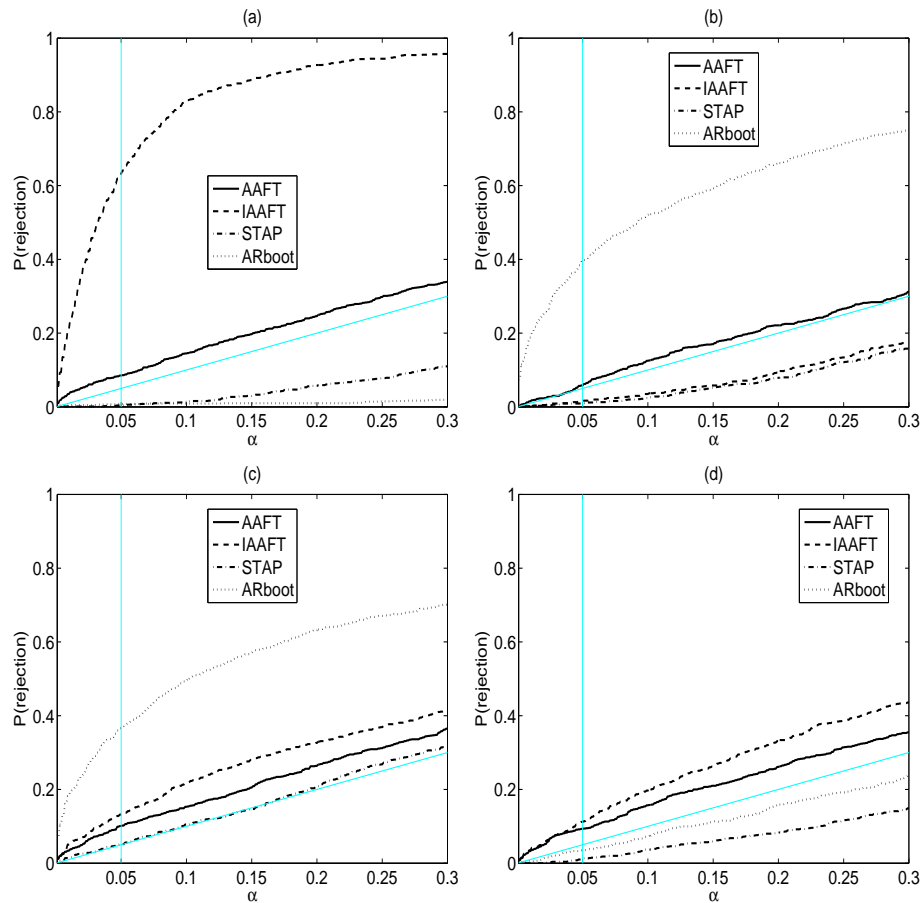 (a)
P(rejection)
1
0.8
0.6
0.4
0.2
0
AAFT
IAAFT
STAP
ARboot
0.05
0.1
0.15
0.2
0.25
0.3
α
(b)
P(rejection)
1
0.8
0.6
0.4
0.2
0
AAFT
IAAFT
STAP
ARboot
0.05
0.1
0.15
0.2
0.25
0.3
α
(c)
P(rejection)
1
0.8
0.6
0.4
0.2
0
AAFT
IAAFT
STAP
ARboot
0.05
0.1
0.15
0.2
0.25
0.3
α
(d)
P(rejection)
1
0.8
0.6
0.4
0.2
0
AAFT
IAAFT
STAP
ARboot
0.05
0.1
0.15
0.2
0.25
0.3
α